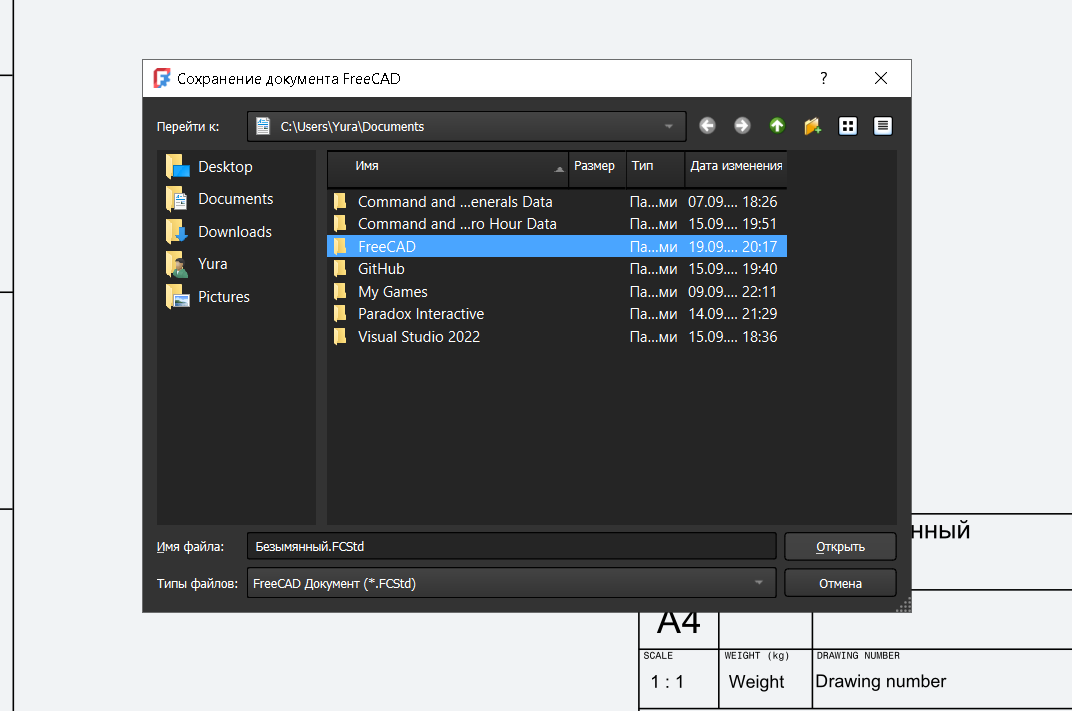 Сохранение документа FreeCAD
?
Перейти к:
C:\Users\Yura\Documents
Desktop
Documents
Downloads
Yura
Pictures
Имя Размер Тип Дата изменения
Command and ...enerals Data Па...ми 07.09.... 18:26
Command and ...ro Hour Data Па...ми 15.09.... 19:51
FreeCAD Па...ми 19.09.... 20:17
GitHub Па...ми 15.09.... 19:40
My Games Па...ми 09.09.... 22:11
Paradox Interactive Па...ми 14.09.... 21:29
Visual Studio 2022 Па...ми 15.09.... 18:36
Имя файла: Безымянный.FCStd Открыть
Типы файлов: FreeCAD Документ (*.FCStd) Отмена
нный
A4
SCALE WEIGHT (kg) DRAWING NUMBER
1 : 1 Weight Drawing number